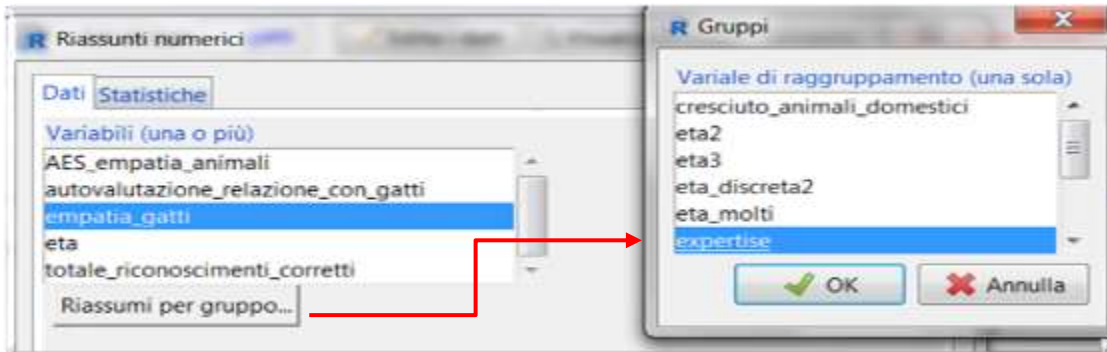 Riassunti numerici
Dati Statistiche
Variabili (una o più)
AES_empatia_animali
autovalutazione_relazione_con_gatti
empatia_gatti
eta
totale_riconoscimenti_corretti
Riassumi per gruppo...
Gruppi
Variale di raggruppamento (una sola)
cresciuto_animali_domestici
eta2
eta3
eta_discreta2
eta_molti
expertise
OK Annulla